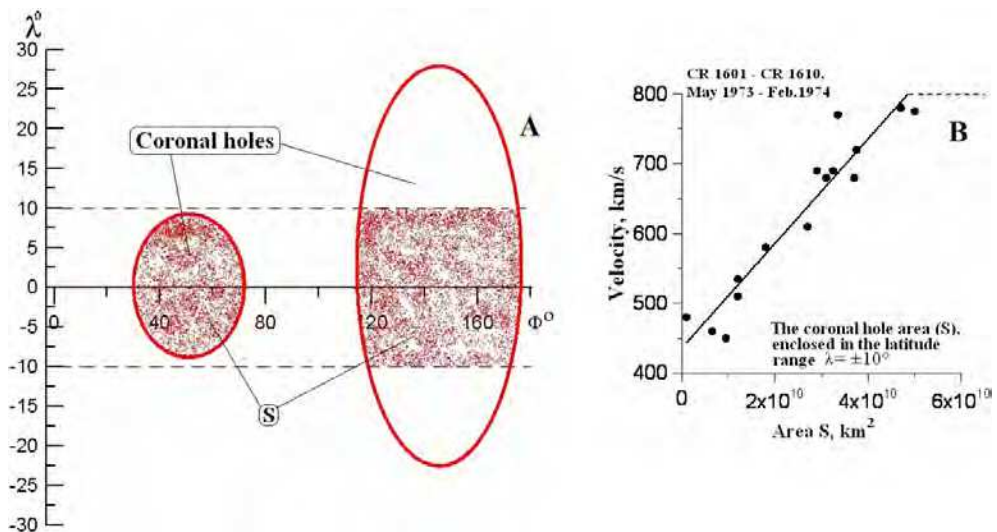 λ°
30
25
20
15
10
5
0
-5
-10
-15
-20
-25
-30
0
40
80
120
160
Φ°
Coronal holes
A
S
CR 1601 - CR 1610.
May 1973 - Feb.1974
B
800
700
600
500
400
Velocity, km/s
The coronal hole area (S),
enclosed in the latitude
range λ= ±10°
0
2x10¹⁰
4x10¹⁰
6x10¹⁰
Area S, km²